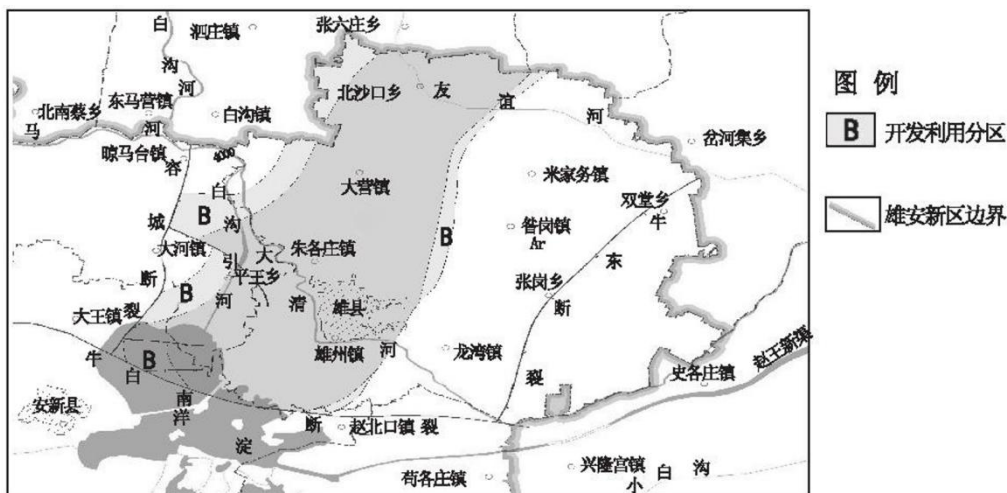 白沟河
泗庄镇
张六庄乡
北沙口乡
友谊河
北南蔡乡
东马营镇
白沟镇
马河
岔河集乡
晾马台镇
4000
容城断裂
大营镇
米家务镇
双堂乡
B
白沟引河
B
昝岗镇
Ar
牛东断裂
大河镇
朱各庄镇
大清河
平王乡
张岗乡
B
雄县
大王镇
B
雄州镇
龙湾镇
赵王新渠
史各庄镇
牛南断裂
白洋淀
安新县
赵北口镇
苟各庄镇
兴隆宫镇
小白沟
图 例
B 开发利用分区
雄安新区边界